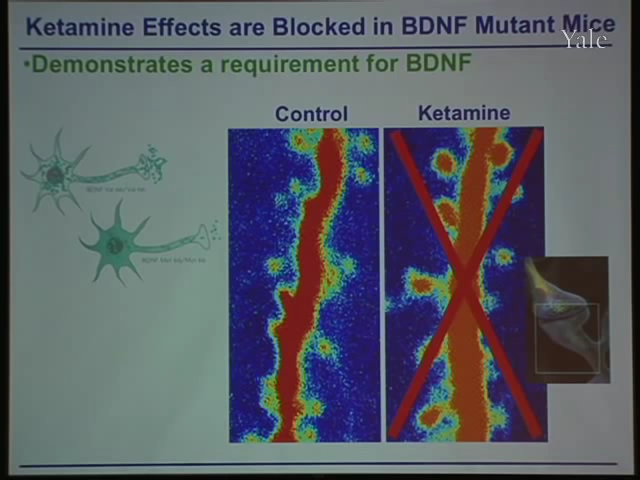 Ketamine Effects are Blocked in BDNF Mutant Mice
Yale
•Demonstrates a requirement for BDNF
Control
Ketamine